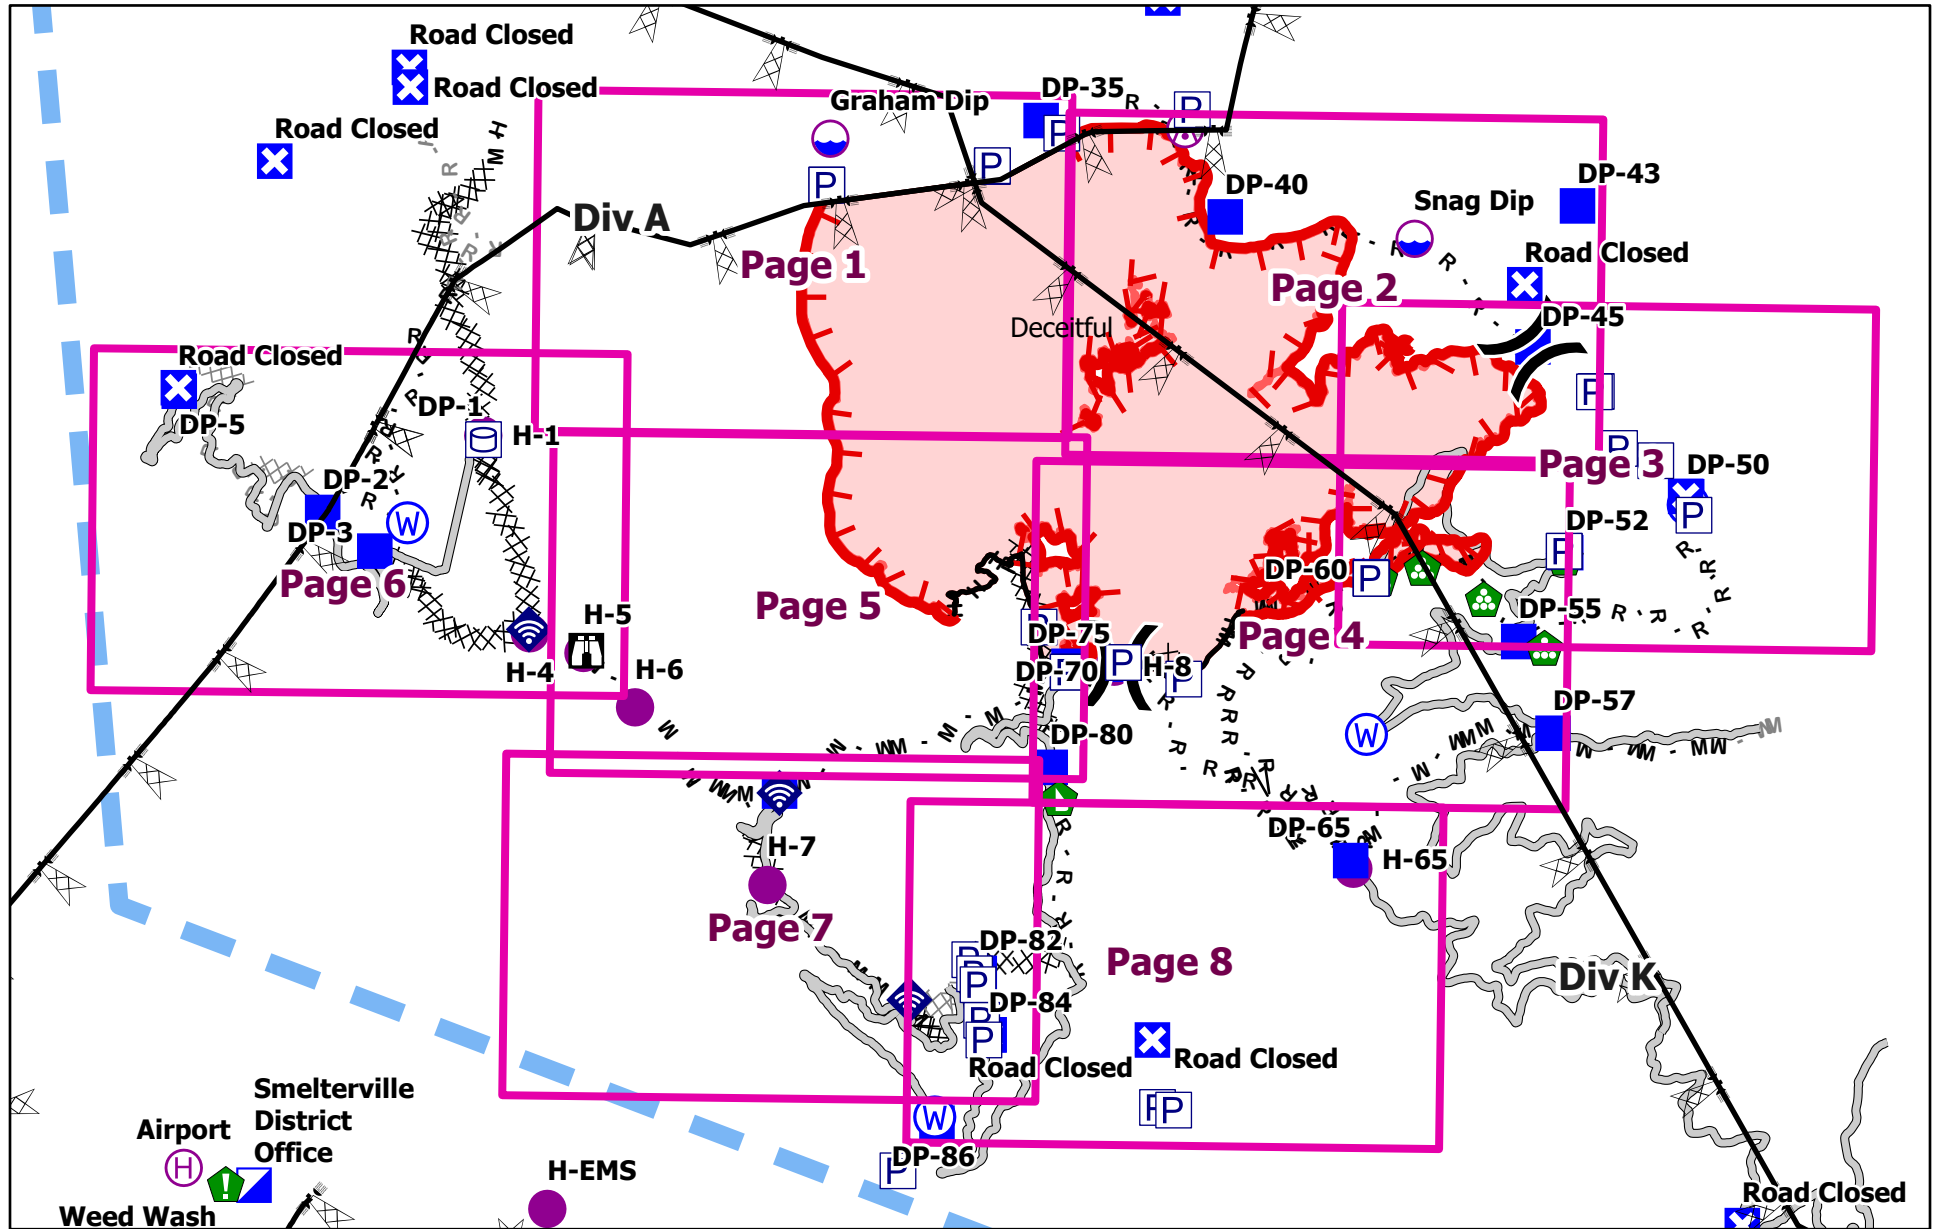 Road Closed
Road Closed
Graham Dip
DP-35
Road Closed
DP-40
DP-43
Snag Dip
Div A
Page 1
Page 2
Road Closed
DP-45
Deceitful
Road Closed
DP-1
H-1
DP-5
DP-2
DP-3
W
Page 3
DP-50
DP-52
Page 6
Page 5
DP-60
H-5
DP-55
DP-75
Page 4
H-4
H-6
DP-70
H-8
DP-57
DP-80
W
H-7
DP-65
H-65
Page 7
DP-82
Page 8
Div K
DP-84
Road Closed
Road Closed
Smelterville
District
Office
Airport
H
W
DP-86
H-EMS
Weed Wash
Road Closed